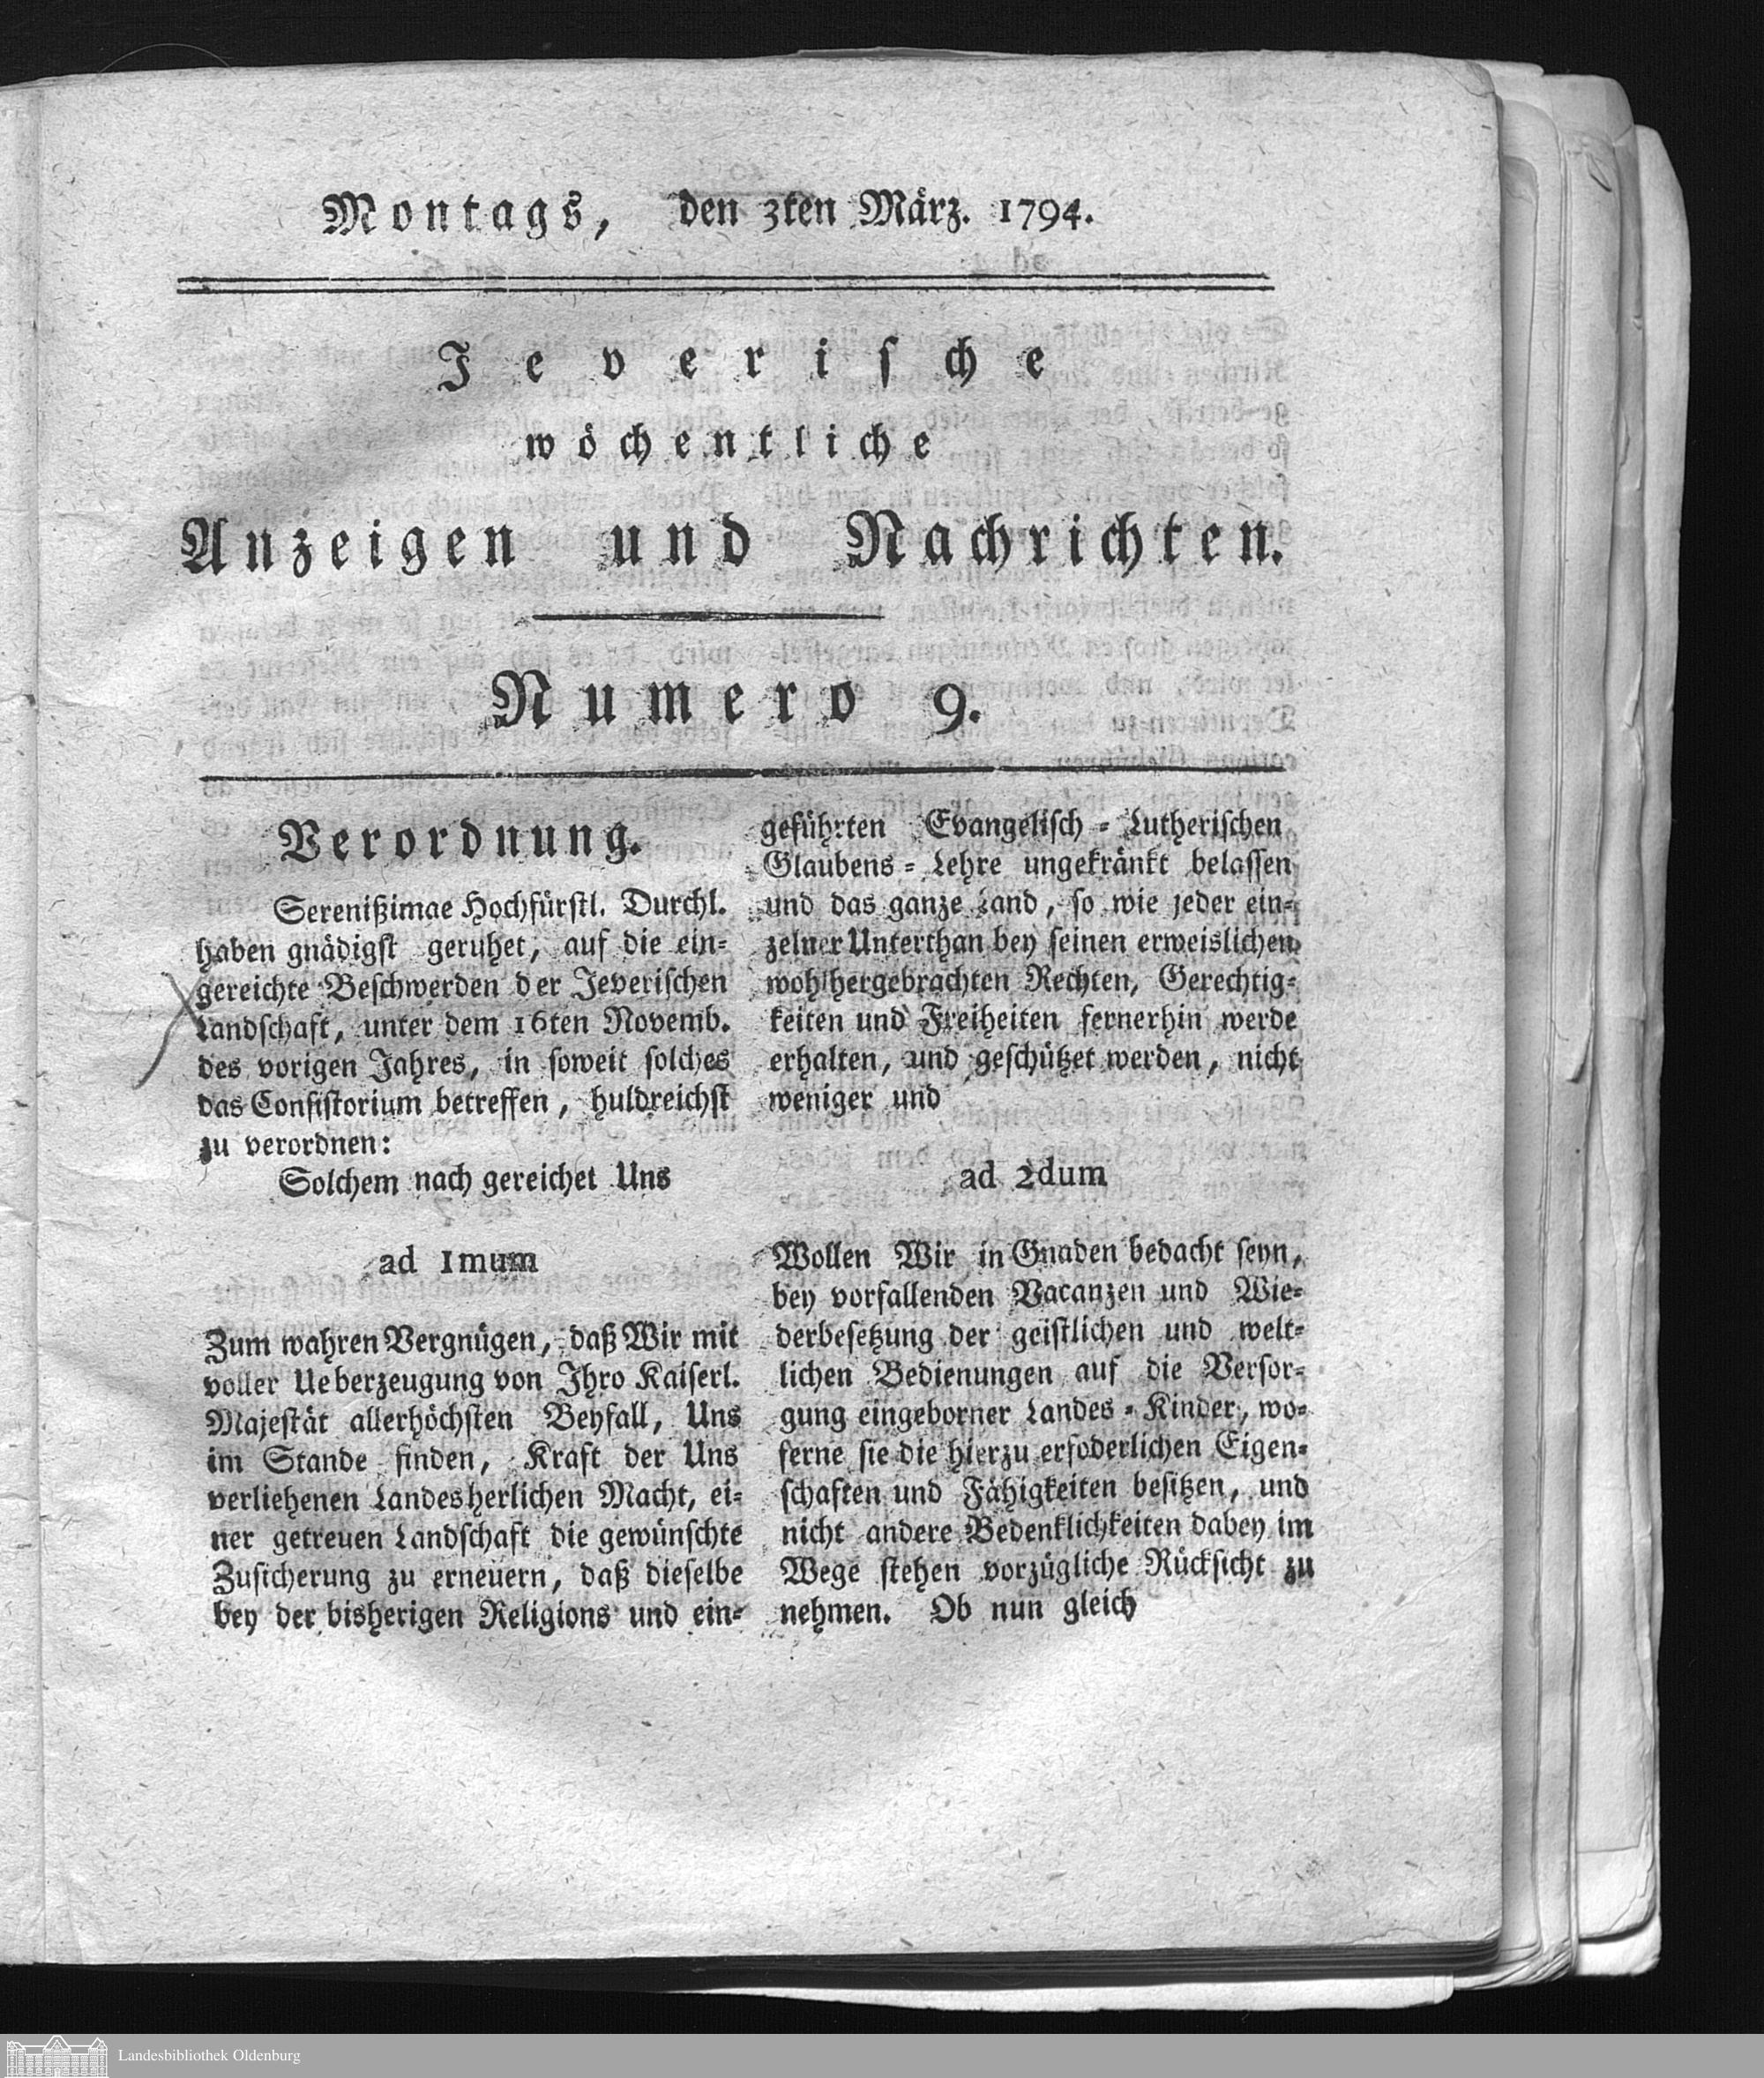 Montags, den 3ten März. 1794.
Jeverische
wöchentliche
Anzeigen und Nachrichten.
Numero 9.
Verordnung.
Serenißimae Hochfürstl. Durchl.
haben gnädigst geruhet, auf die ein=
gereichte Beschwerden der Jeverischen
Landschaft, unter dem 16ten Novemb.
des vorigen Jahres, in soweit solches
das Consistorium betreffen, huldreichst
zu verordnen:
Solchem nach gereichet Uns
ad 1mum
Zum wahren Vergnügen, daß Wir mit
voller Ueberzeugung von Ihro Kaiserl.
Majestät allerhöchsten Beyfall, Uns
im Stande finden, Kraft der Uns
verliehenen Landesherlichen Macht, ei=
ner getreuen Landschaft die gewünschte
Zusicherung zu erneuern, daß dieselbe
bey der bisherigen Religions und ein=
geführten Evangelisch = Lutherischen
Glaubens = Lehre ungekränkt belassen
und das ganze Land, so wie jeder ein=
zelner Unterthan bey seinen erweislichen
wohlhergebrachten Rechten, Gerechtig=
keiten und Freiheiten fernerhin werde
erhalten, und geschützet werden, nicht
weniger und
ad 2dum
Wollen Wir in Gnaden bedacht seyn,
bey vorfallenden Vacanzen und Wie=
derbesetzung der geistlichen und welt=
lichen Bedienungen auf die Versor=
gung eingeborner Landes = Kinder, wo=
ferne sie die hierzu erfoderlichen Eigen=
schaften und Fähigkeiten besitzen, und
nicht andere Bedenklichkeiten dabey im
Wege stehen vorzügliche Rücksicht zu
nehmen. Ob nun gleich
Landesbibliothek Oldenburg